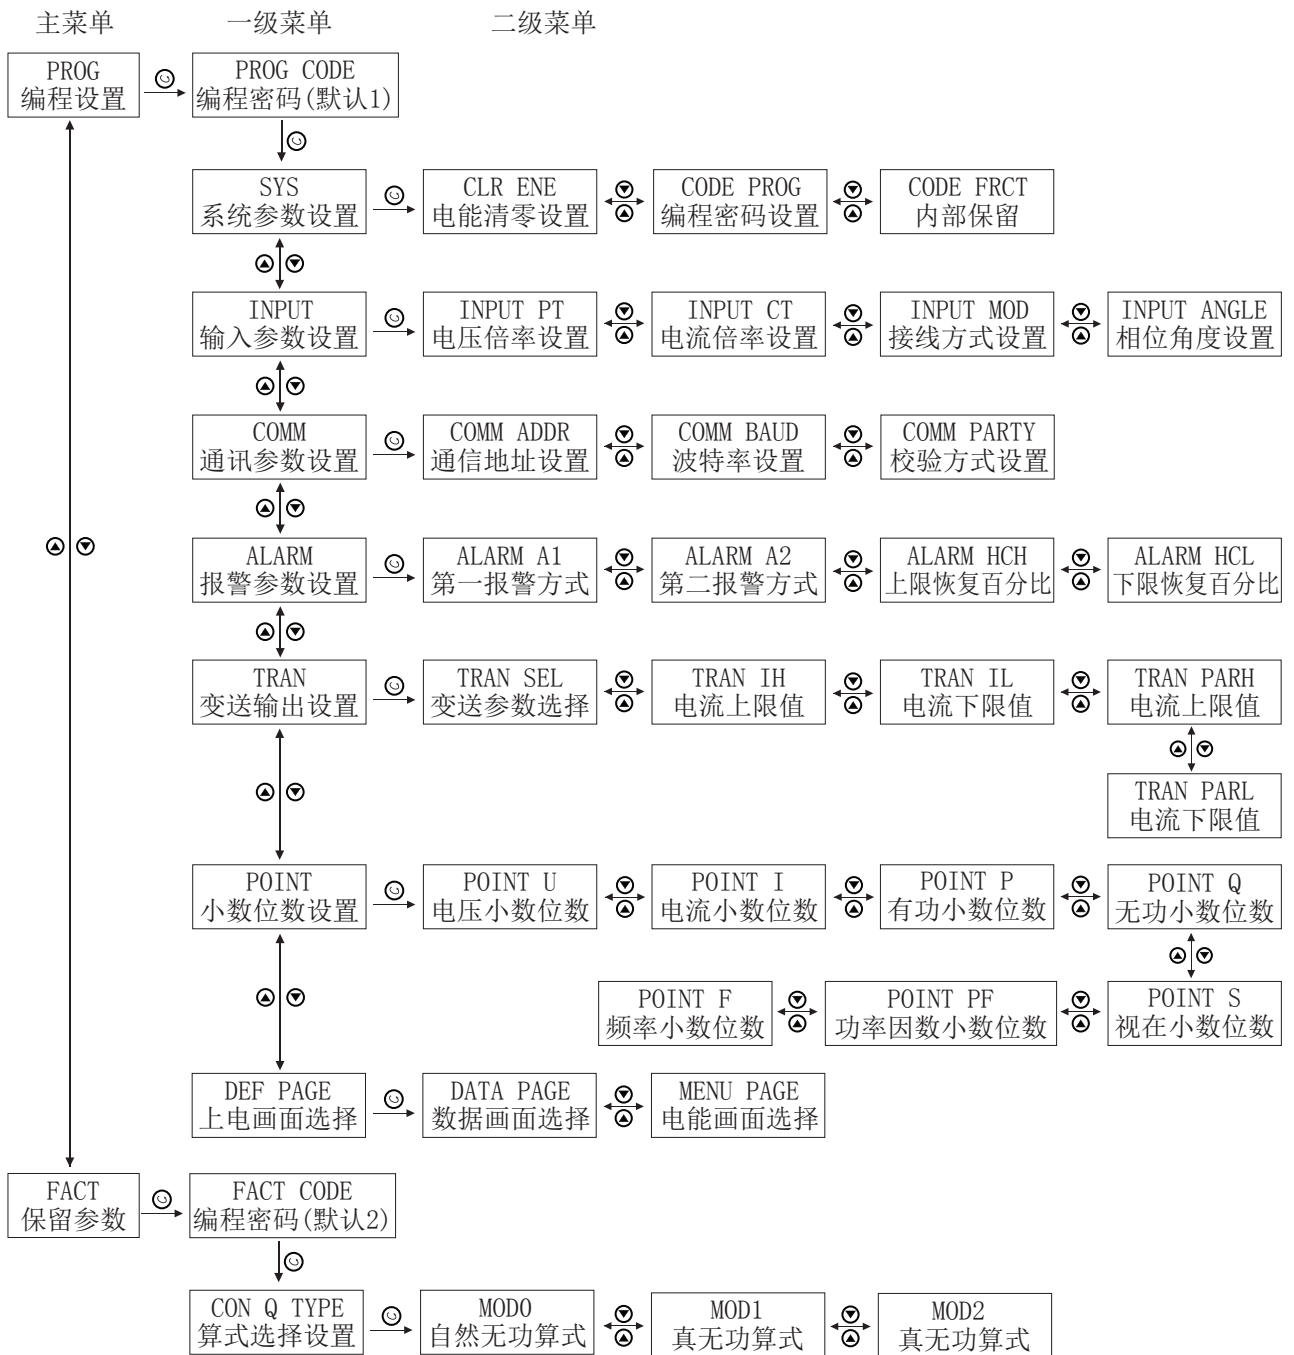 主菜单 一级菜单 二级菜单
PROG
编程设置
PROG CODE
编程密码(默认1)
SYS
系统参数设置
CLR ENE
电能清零设置
CODE PROG
编程密码设置
CODE FRCT
内部保留
INPUT
输入参数设置
INPUT PT
电压倍率设置
INPUT CT
电流倍率设置
INPUT MOD
接线方式设置
INPUT ANGLE
相位角度设置
COMM
通讯参数设置
COMM ADDR
通信地址设置
COMM BAUD
波特率设置
COMM PARTY
校验方式设置
ALARM
报警参数设置
ALARM A1
第一报警方式
ALARM A2
第二报警方式
ALARM HCH
上限恢复百分比
ALARM HCL
下限恢复百分比
TRAN
变送输出设置
TRAN SEL
变送参数选择
TRAN IH
电流上限值
TRAN IL
电流下限值
TRAN PARH
电流上限值
TRAN PARL
电流下限值
POINT
小数位数设置
POINT U
电压小数位数
POINT I
电流小数位数
POINT P
有功小数位数
POINT Q
无功小数位数
POINT F
频率小数位数
POINT PF
功率因数小数位数
POINT S
视在小数位数
DEF PAGE
上电画面选择
DATA PAGE
数据画面选择
MENU PAGE
电能画面选择
FACT
保留参数
FACT CODE
编程密码(默认2)
CON Q TYPE
算式选择设置
MOD0
自然无功算式
MOD1
真无功算式
MOD2
真无功算式